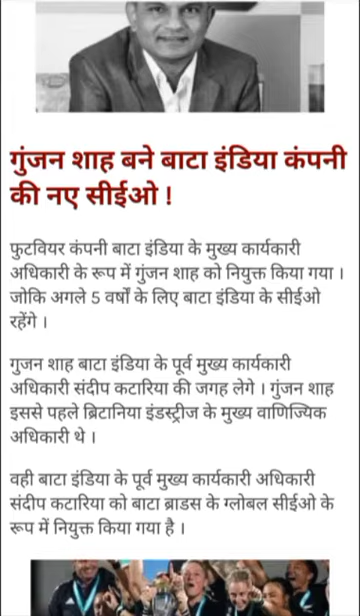 गुंजन शाह बने बाटा इंडिया कंपनी
की नए सीईओ !
फुटवियर कंपनी बाटा इंडिया के मुख्य कार्यकारी
अधिकारी के रूप में गुंजन शाह को नियुक्त किया गया ।
जोकि अगले 5 वर्षों के लिए बाटा इंडिया के सीईओ
रहेंगे ।
गुजन शाह बाटा इंडिया के पूर्व मुख्य कार्यकारी
अधिकारी संदीप कटारिया की जगह लेगे । गुंजन शाह
इससे पहले ब्रिटानिया इंडस्ट्रीज के मुख्य वाणिज्यिक
अधिकारी थे ।
वही बाटा इंडिया के पूर्व मुख्य कार्यकारी अधिकारी
संदीप कटारिया को बाटा ब्राडस के ग्लोबल सीईओ के
रूप में नियुक्त किया गया है ।